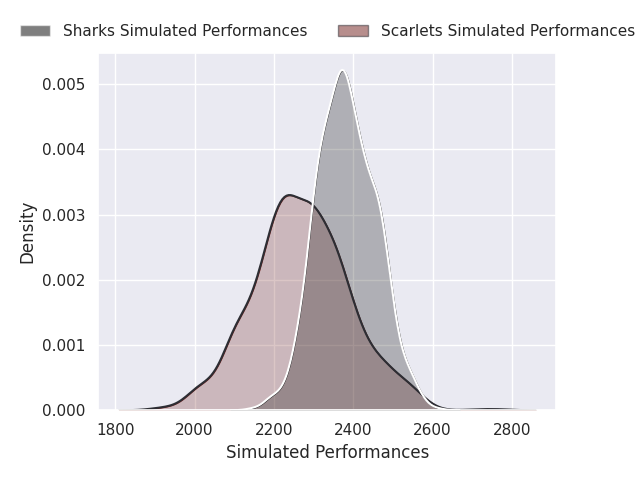 Sharks Simulated Performances Scarlets Simulated Performances
0.005
0.004
0.003
0.002
0.001
0.000
Density
1800 2000 2200 2400 2600 2800
Simulated Performances